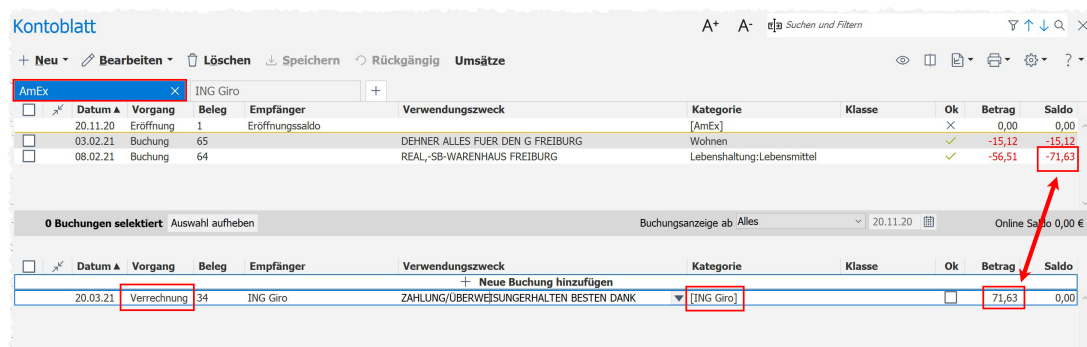 Kontoblatt A+ A- Suchen und Filtern
Neu Bearbeiten Löschen Speichern Rückgängig Umsätze ?
AmEx × ING Giro +
Datum Vorgang Beleg Empfänger Verwendungszweck Kategorie Klasse Ok Betrag Saldo
20.11.20 Eröffnung 1 Eröffnungssaldo [AmEx] 0,00 0,00
03.02.21 Buchung 65 DEHNER ALLES FUER DEN G FREIBURG Wohnen -15,12 -15,12
08.02.21 Buchung 64 REAL,-SB-WARENHAUS FREIBURG Lebenshaltung:Lebensmittel -56,51 -71,63
0 Buchungen selektiert Auswahl aufheben Buchungsanzeige ab Alles 20.11.20 Online Saldo 0,00 €
Datum Vorgang Beleg Empfänger Verwendungszweck Kategorie Klasse Ok Betrag Saldo
+ Neue Buchung hinzufügen
20.03.21 Verrechnung 34 ING Giro ZAHLUNG/ÜBERWEISUNGERHALTEN BESTEN DANK [ING Giro] 71,63 0,00